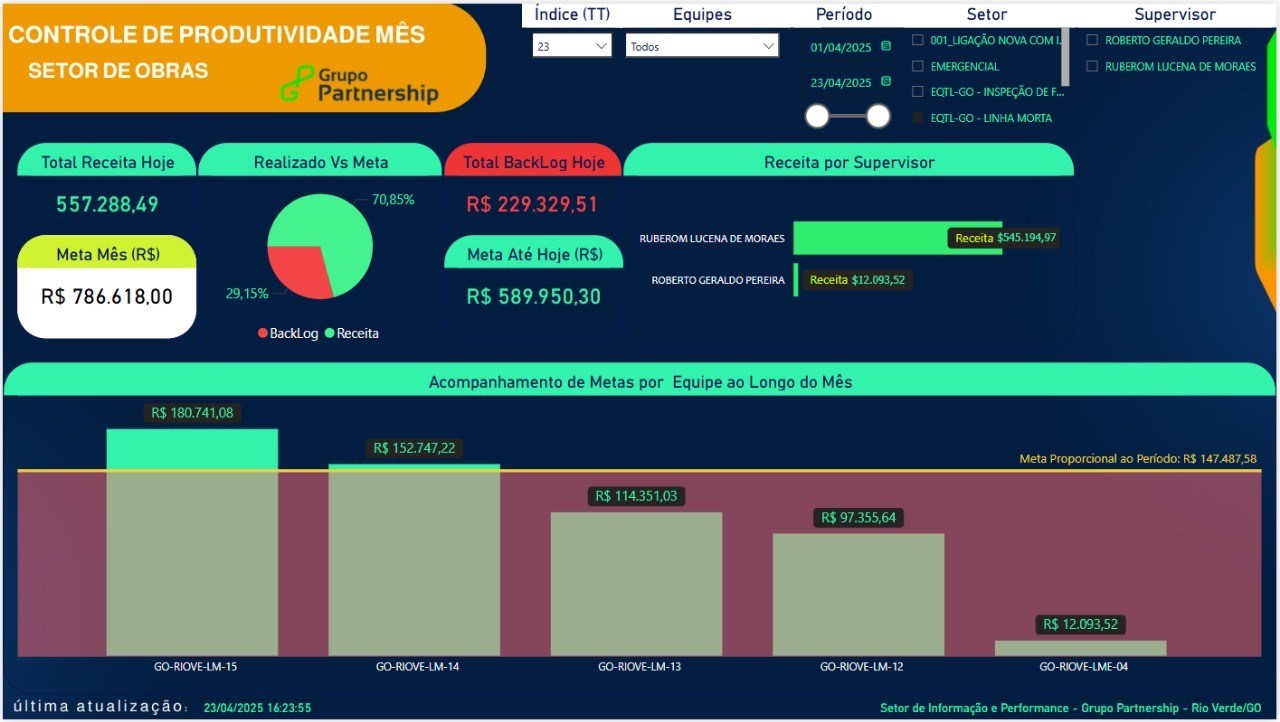 CONTROLE DE PRODUTIVIDADE MÊS
SETOR DE OBRAS
Grupo
Partnership
Índice (TT)
23
Equipes
Todos
Período
01/04/2025
23/04/2025
Setor
001_LIGAÇÃO NOVA COM I...
EMERGENCIAL
EQTL-GO - INSPEÇÃO DE F...
EQTL-GO - LINHA MORTA
Supervisor
ROBERTO GERALDO PEREIRA
RUBEROM LUCENA DE MORAES
Total Receita Hoje
557.288,49
Meta Mês (R$)
R$ 786.618,00
Realizado Vs Meta
70,85%
29,15%
BackLog Receita
Total BackLog Hoje
R$ 229.329,51
Meta Até Hoje (R$)
R$ 589.950,30
Receita por Supervisor
RUBEROM LUCENA DE MORAES Receita $545.194,97
ROBERTO GERALDO PEREIRA Receita $12.093,52
Acompanhamento de Metas por Equipe ao Longo do Mês
R$ 180.741,08
R$ 152.747,22
Meta Proporcional ao Período: R$ 147.487,58
R$ 114.351,03
R$ 97.355,64
R$ 12.093,52
GO-RIOVE-LM-15 GO-RIOVE-LM-14 GO-RIOVE-LM-13 GO-RIOVE-LM-12 GO-RIOVE-LME-04
última atualização: 23/04/2025 16:23:55
Setor de Informação e Performance - Grupo Partnership - Rio Verde/GO